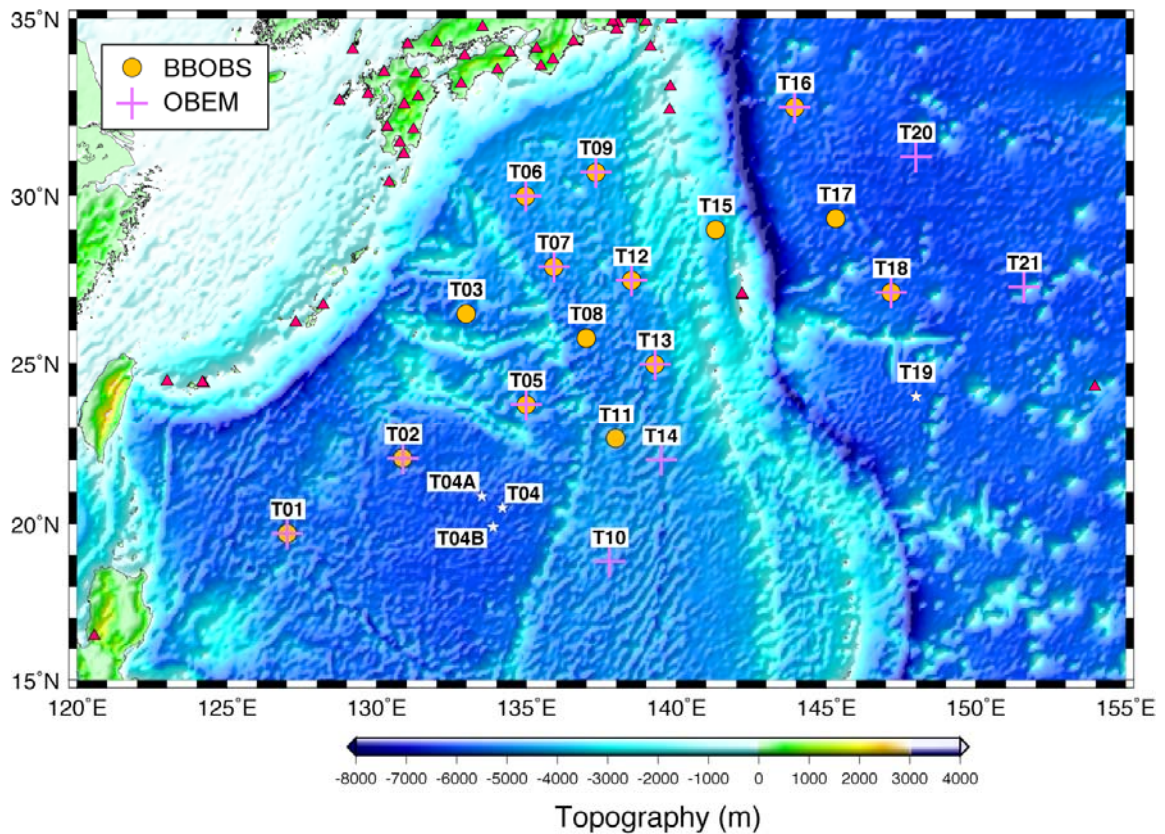 35˚N
BBOBS
OBEM
T16
T20
T09
T06
30˚N
T17
T15
T07
T12
T18
T21
T03
T08
T13
25˚N
T19
T05
T11
T02
T14
T04A
T04
T01
T04B
T10
20˚N
15˚N
120˚E
125˚E
130˚E
135˚E
140˚E
145˚E
150˚E
155˚E
-8000 -7000 -6000 -5000 -4000 -3000 -2000 -1000 0 1000 2000 3000 4000
Topography (m)